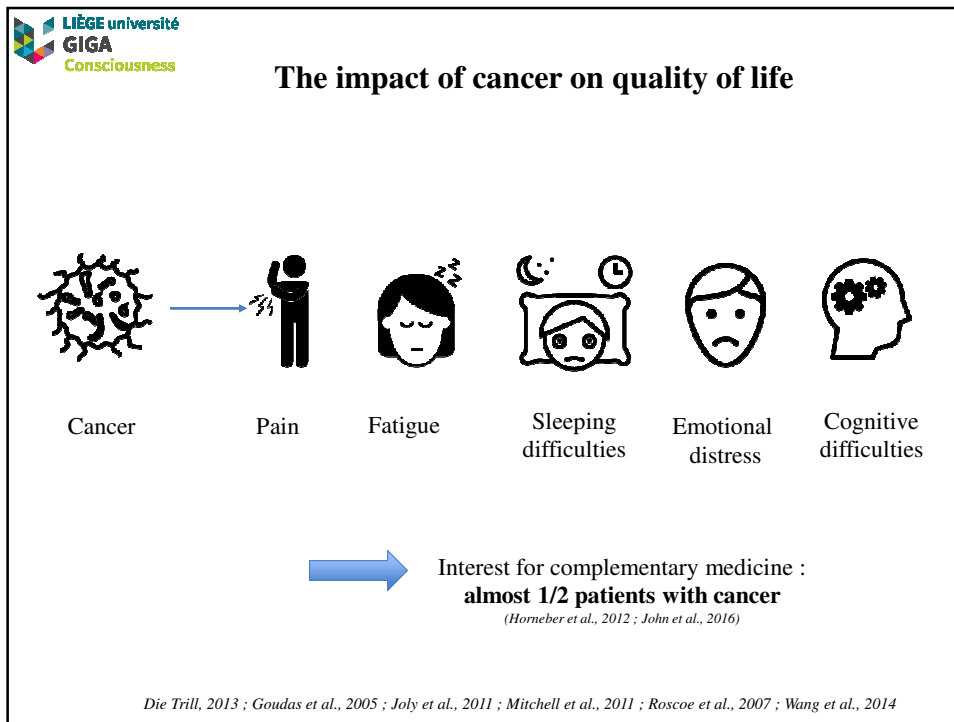 LIÈGE université
GIGA
Consciousness
The impact of cancer on quality of life
z z z z
Cancer
Pain
Fatigue
Sleeping
difficulties
Emotional
distress
Cognitive
difficulties
Interest for complementary medicine :
almost 1/2 patients with cancer
(Horneber et al., 2012 ; John et al., 2016)
Die Trill, 2013 ; Goudas et al., 2005 ; Joly et al., 2011 ; Mitchell et al., 2011 ; Roscoe et al., 2007 ; Wang et al., 2014